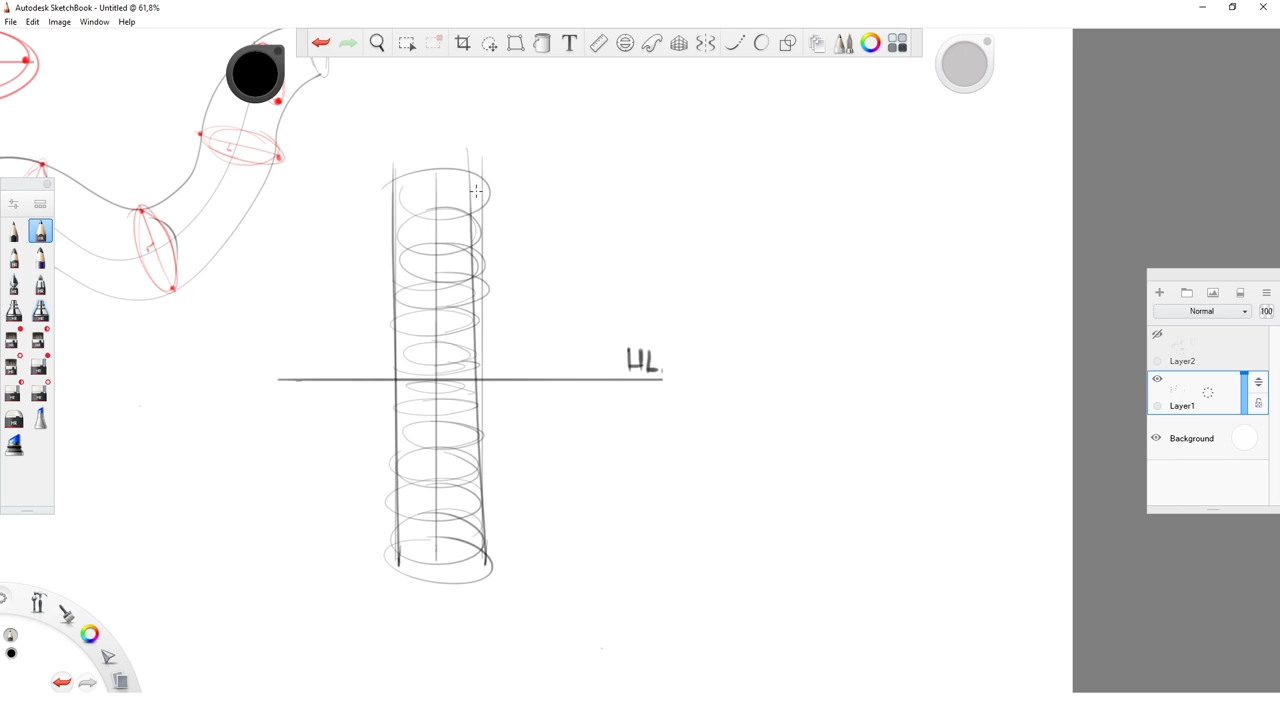 Autodesk SketchBook - Untitled @ 61,8%
File Edit Image Window Help
HL.
Normal
100
Layer2
Layer1
Background